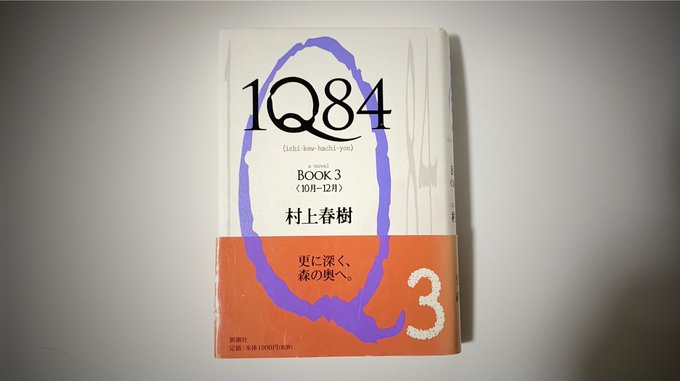 1Q84
(ichi-kew-hachi-yon)
a novel
BOOK 3
〈10月-12月〉
村上春樹
更に深く、
森の奥へ。
3
新潮社
定価:本体1900円(税別)